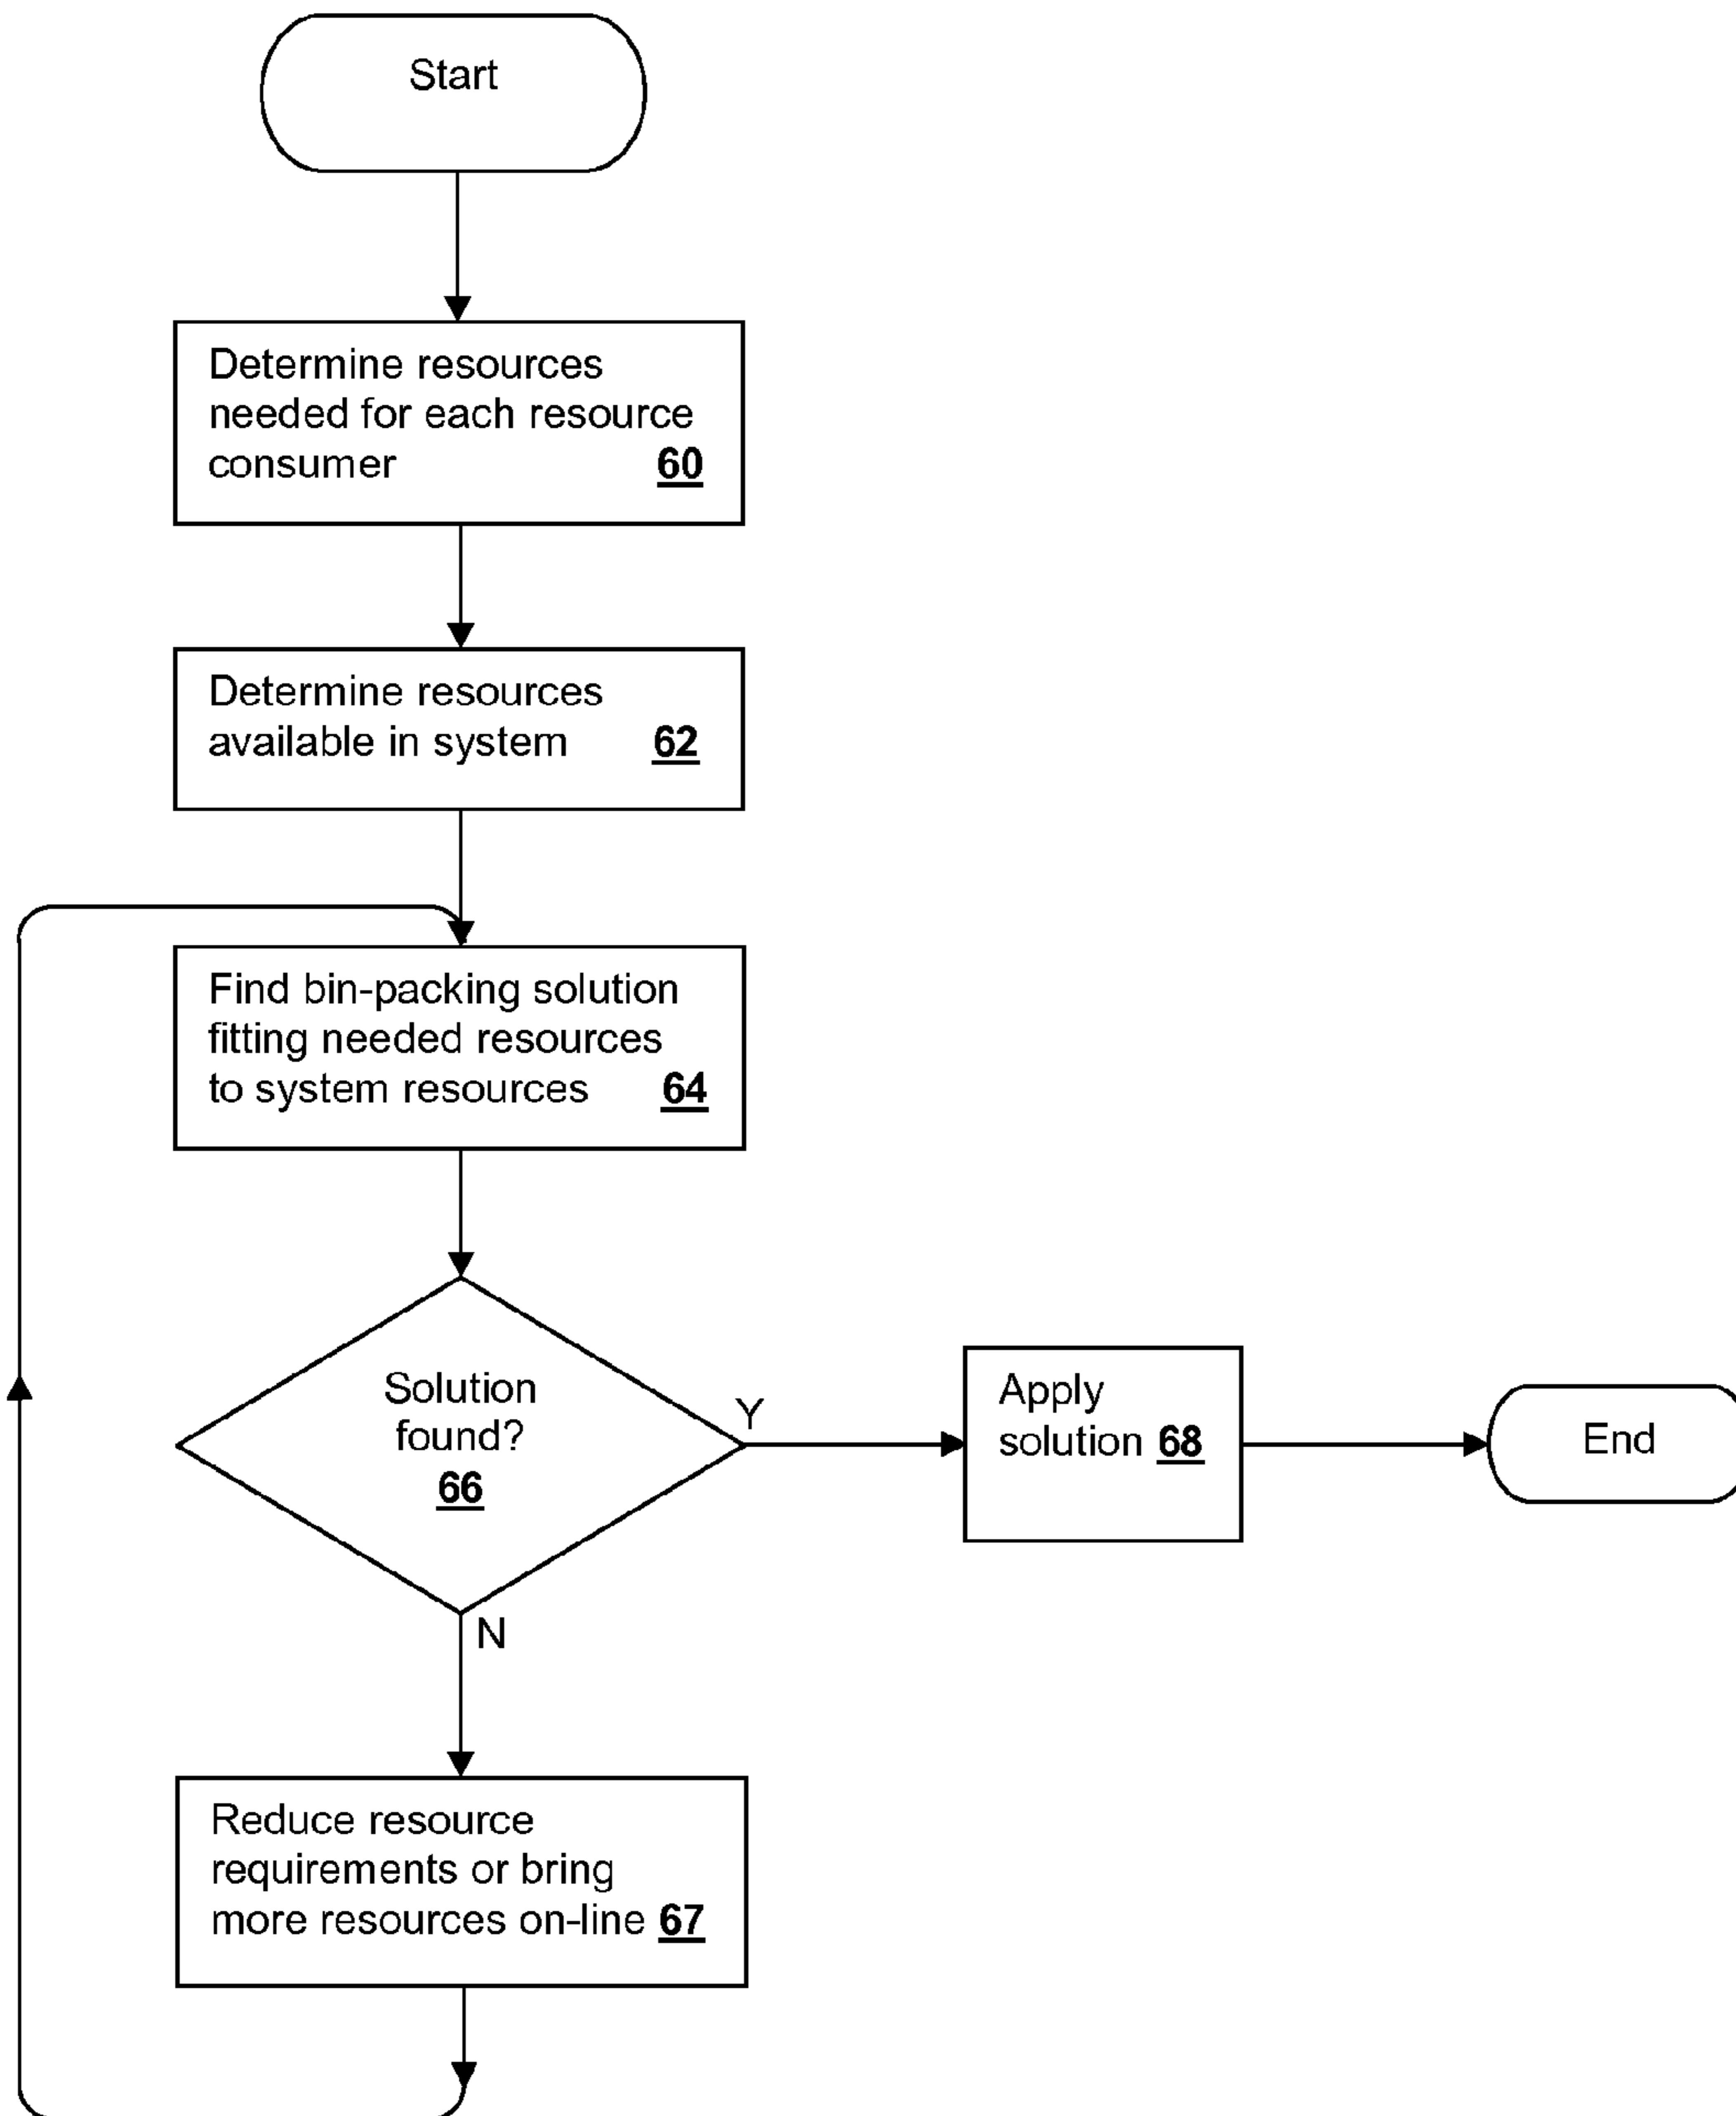 Start
Determine resources
needed for each resource
consumer 60
Determine resources
available in system 62
Find bin-packing solution
fitting needed resources
to system resources 64
Solution
found?
66
Y
Apply
solution 68
End
N
Reduce resource
requirements or bring
more resources on-line 67